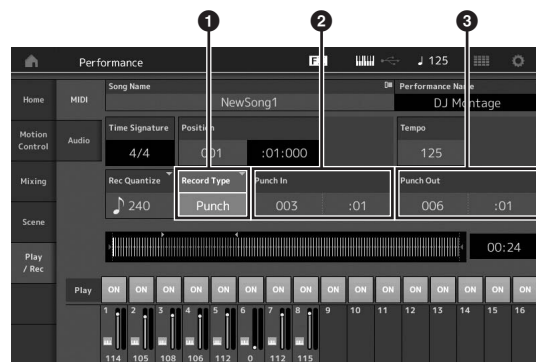 1 2 3
Performance 125
Song Name Performance Name
Home MIDI NewSong1 DJ Montage
Motion Control Audio Time Signature Position Tempo
4/4 001 :01:000 125
Mixing Rec Quantize Record Type Punch In Punch Out
240 Punch 003 :01 006 :01
Scene
Play / Rec 00:24
Play ON ON ON ON ON ON ON ON ON ON ON ON ON ON ON ON
1 2 3 4 5 6 7 8 9 10 11 12 13 14 15 16
114 105 108 106 112 0 112 115